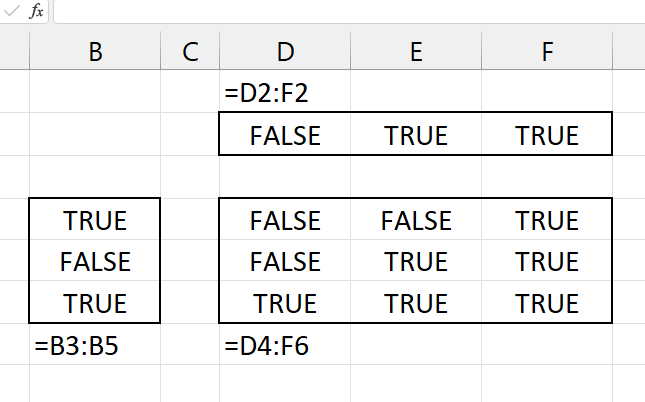 fx
B C D E F
=D2:F2
FALSE TRUE TRUE
TRUE FALSE FALSE TRUE
FALSE FALSE TRUE TRUE
TRUE TRUE TRUE TRUE
=B3:B5 =D4:F6